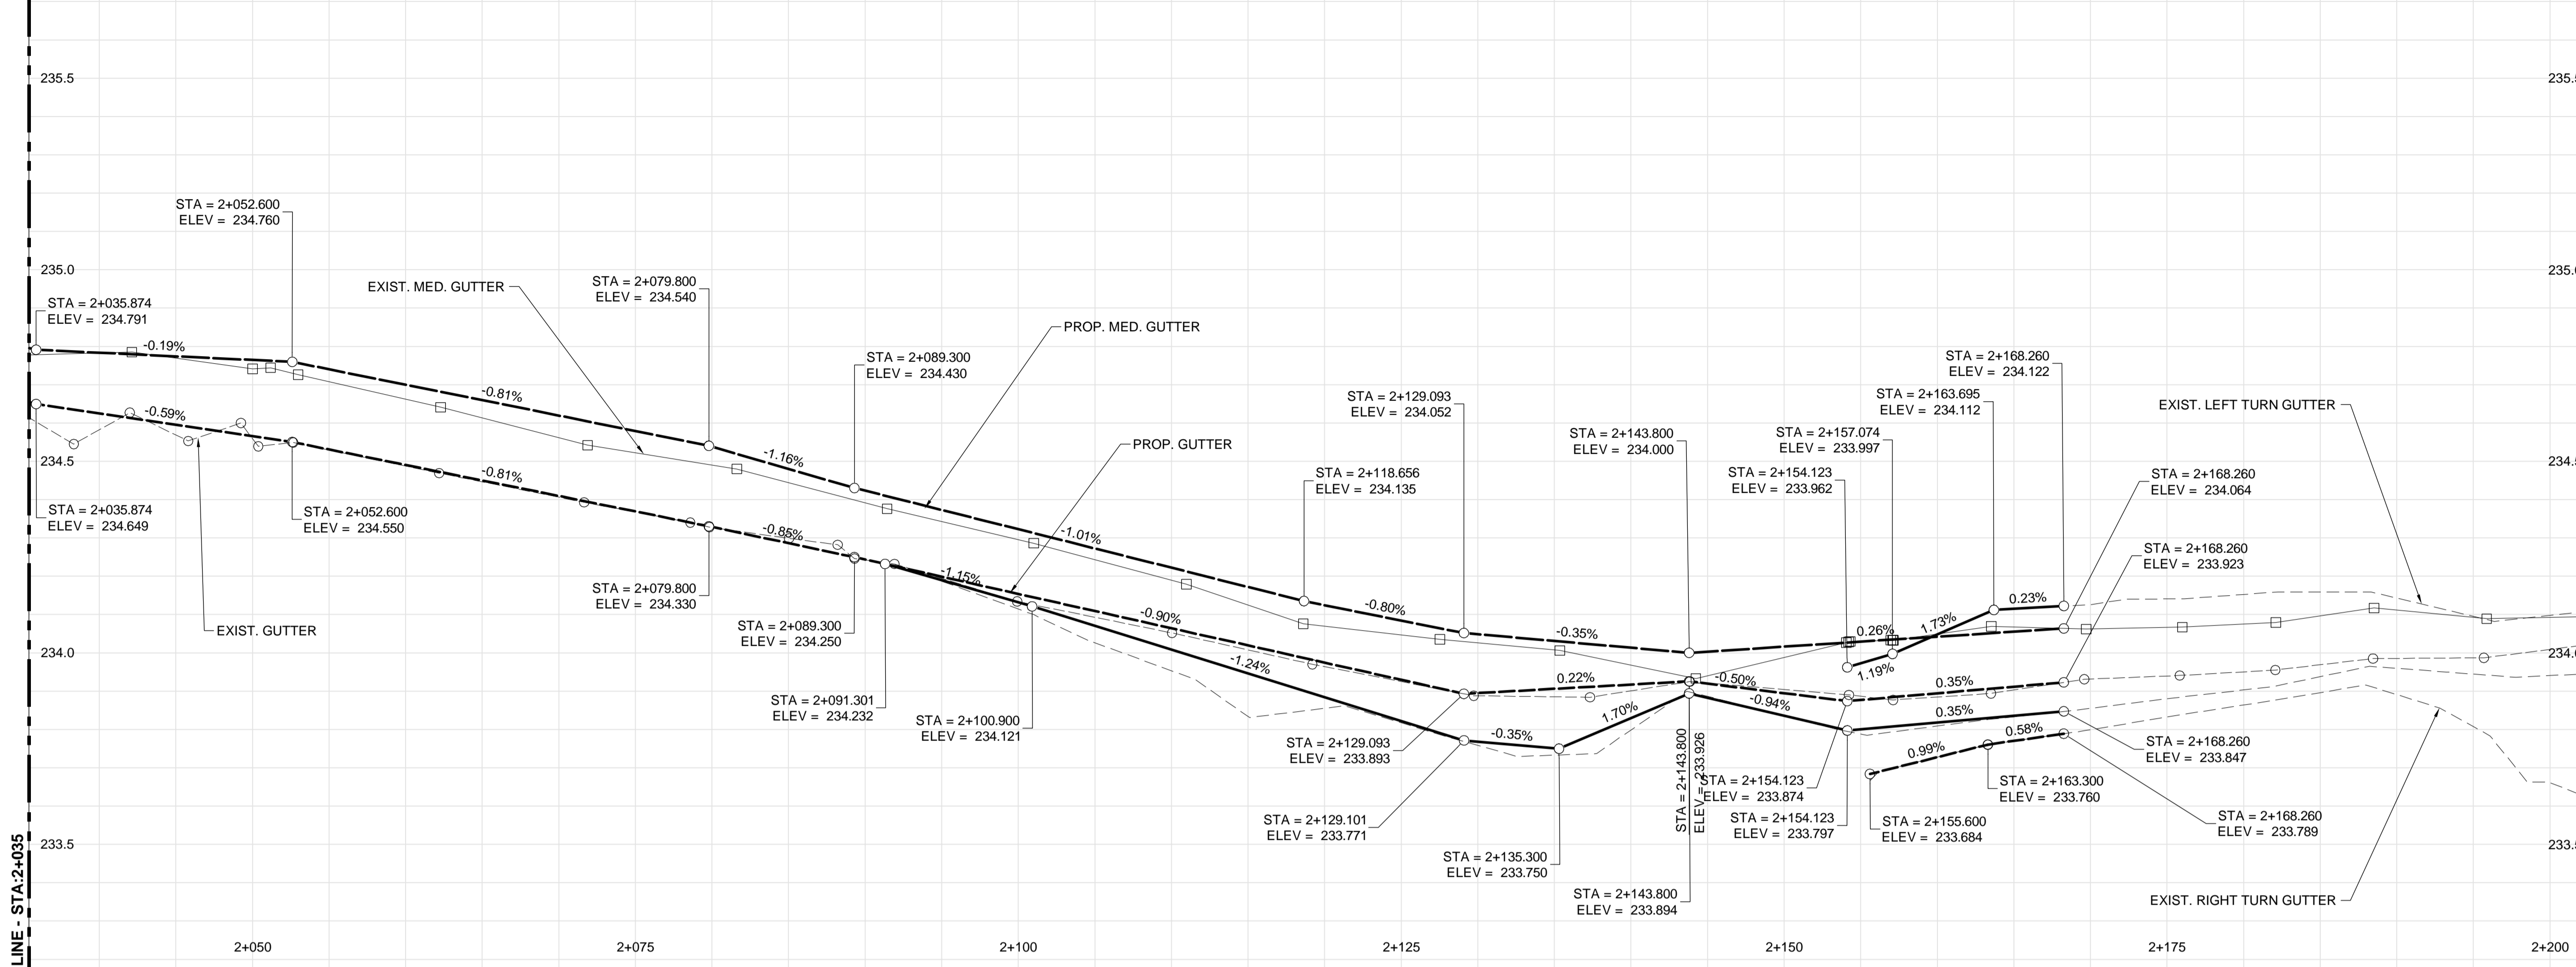 235.5
235.0
234.5
234.0
233.5
235.5
235.0
234.5
234.0
233.5
LINE - STA:2+035
STA = 2+035.874
ELEV = 234.791
STA = 2+052.600
ELEV = 234.760
EXIST. MED. GUTTER
STA = 2+079.800
ELEV = 234.540
STA = 2+089.300
ELEV = 234.430
PROP. MED. GUTTER
PROP. GUTTER
STA = 2+118.656
ELEV = 234.135
STA = 2+129.093
ELEV = 234.052
STA = 2+143.800
ELEV = 234.000
STA = 2+154.123
ELEV = 233.962
STA = 2+157.074
ELEV = 233.997
STA = 2+163.695
ELEV = 234.112
STA = 2+168.260
ELEV = 234.122
EXIST. LEFT TURN GUTTER
STA = 2+168.260
ELEV = 234.064
STA = 2+168.260
ELEV = 233.923
-0.19%
-0.81%
-1.16%
-1.01%
-0.80%
-0.35%
0.26%
1.73%
0.23%
1.19%
-0.59%
-0.81%
-0.85%
-1.15%
-0.90%
0.22%
-0.50%
0.35%
-1.24%
-0.35%
1.70%
-0.94%
0.35%
0.99%
0.58%
STA = 2+035.874
ELEV = 234.649
STA = 2+052.600
ELEV = 234.550
EXIST. GUTTER
STA = 2+079.800
ELEV = 234.330
STA = 2+089.300
ELEV = 234.250
STA = 2+091.301
ELEV = 234.232
STA = 2+100.900
ELEV = 234.121
STA = 2+129.093
ELEV = 233.893
STA = 2+129.101
ELEV = 233.771
STA = 2+135.300
ELEV = 233.750
STA = 2+143.800
ELEV = 233.894
STA = 2+143.800
ELEV = 233.926
STA = 2+154.123
ELEV = 233.874
STA = 2+154.123
ELEV = 233.797
STA = 2+155.600
ELEV = 233.684
STA = 2+163.300
ELEV = 233.760
STA = 2+168.260
ELEV = 233.847
STA = 2+168.260
ELEV = 233.789
EXIST. RIGHT TURN GUTTER
2+050
2+075
2+100
2+125
2+150
2+175
2+200